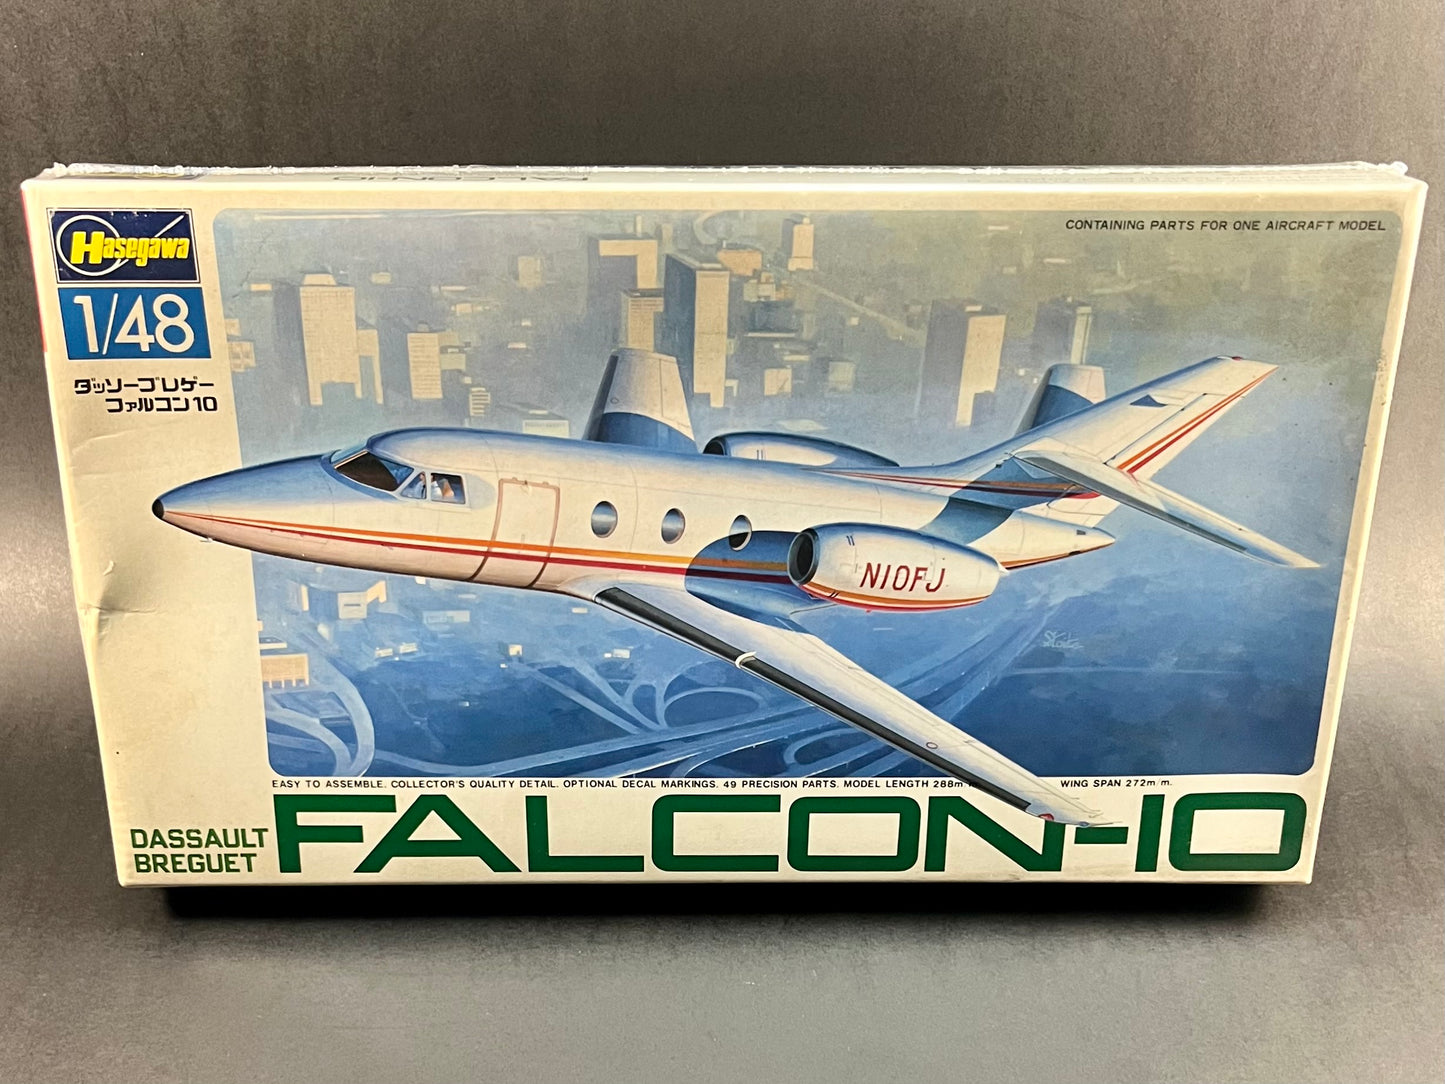 FALCON-10
Hasegawa
1/48
ダッソーブレゲー
ファルコン10
CONTAINING PARTS FOR ONE AIRCRAFT MODEL
N10FJ
EASY TO ASSEMBLE. COLLECTOR'S QUALITY DETAIL. OPTIONAL DECAL MARKINGS. 49 PRECISION PARTS. MODEL LENGTH 288m WING SPAN 272m/m.
DASSAULT
BREGUET
FALCON-10